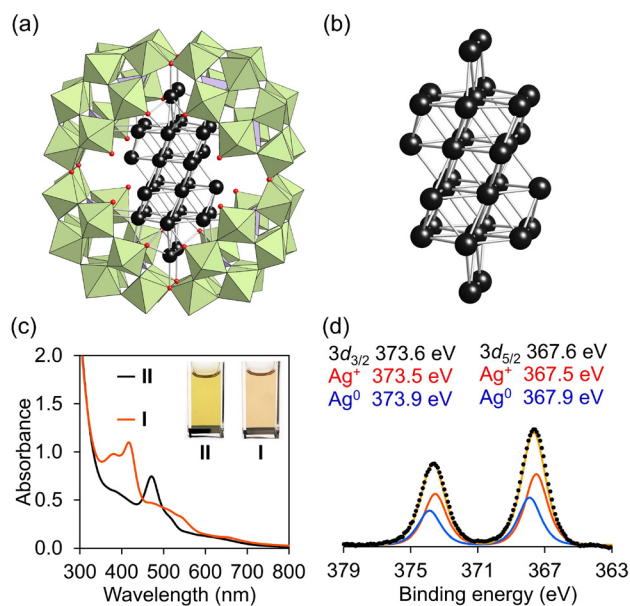 (a)
(b)
(c)
2.0
1.5
1.0
0.5
0.0
Absorbance
II
I
II
I
300 400 500 600 700 800
Wavelength (nm)
(d)
3d3/2 373.6 eV
Ag⁺ 373.5 eV
Ag⁰ 373.9 eV
3d5/2 367.6 eV
Ag⁺ 367.5 eV
Ag⁰ 367.9 eV
379 375 371 367 363
Binding energy (eV)